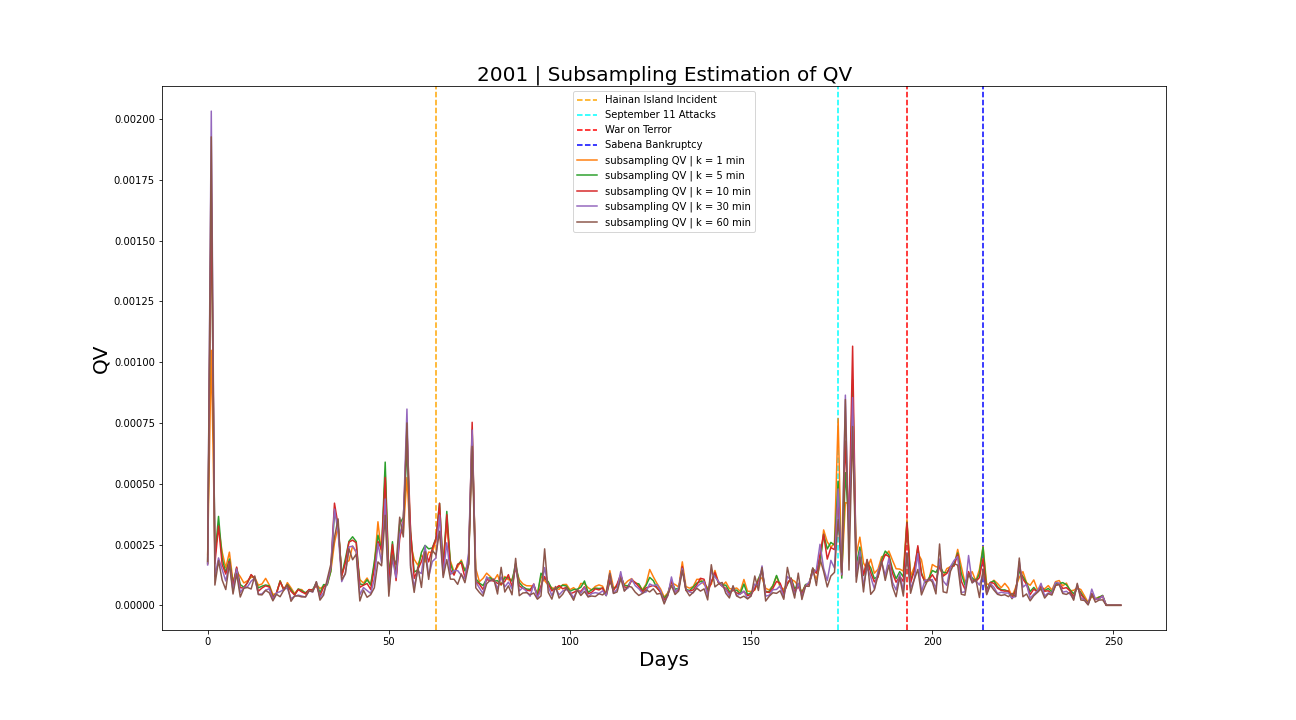 2001 | Subsampling Estimation of QV
Hainan Island Incident
September 11 Attacks
War on Terror
Sabena Bankruptcy
subsampling QV | k = 1 min
subsampling QV | k = 5 min
subsampling QV | k = 10 min
subsampling QV | k = 30 min
subsampling QV | k = 60 min
QV
0.00200
0.00175
0.00150
0.00125
0.00100
0.00075
0.00050
0.00025
0.00000
0 50 100 150 200 250
Days